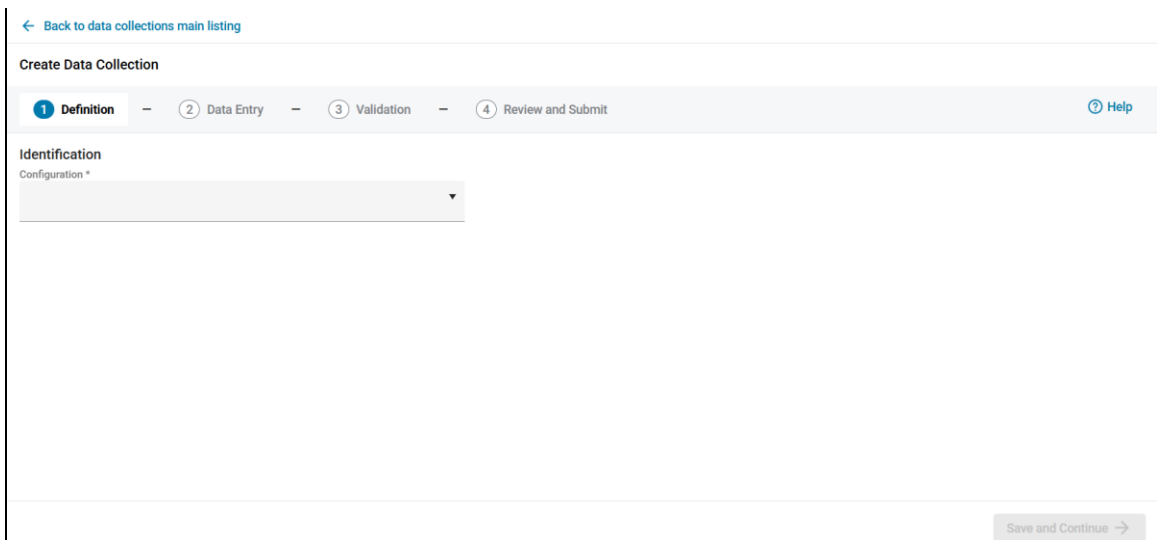 ← Back to data collections main listing
Create Data Collection
1 Definition – 2 Data Entry – 3 Validation – 4 Review and Submit
? Help
Identification
Configuration *
Save and Continue →